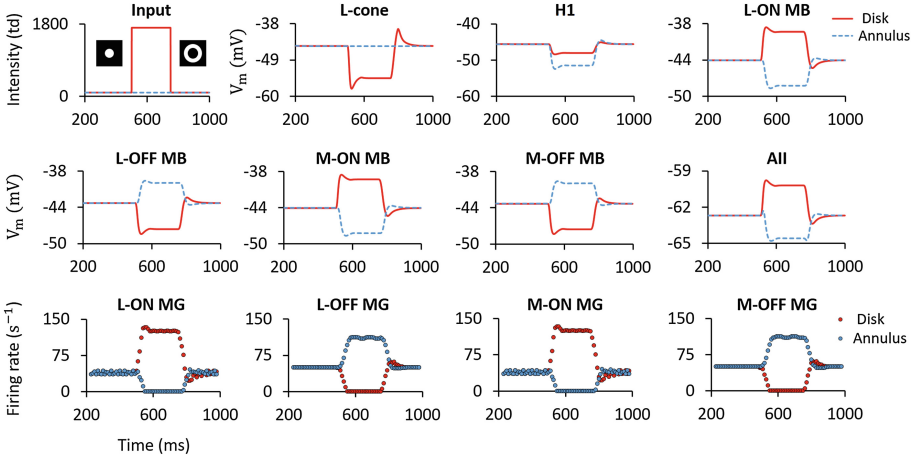 Input
L-cone
H1
L-ON MB
Disk
Annulus
Intensity (td)
1800
0
200 600 1000
Vm (mV)
-38
-49
-60
200 600 1000
-40
-50
-60
200 600 1000
-38
-44
-50
200 600 1000
L-OFF MB
M-ON MB
M-OFF MB
AII
Vm (mV)
-38
-44
-50
200 600 1000
-38
-44
-50
200 600 1000
-38
-44
-50
200 600 1000
-59
-62
-65
200 600 1000
L-ON MG
L-OFF MG
M-ON MG
M-OFF MG
Disk
Annulus
Firing rate (s−1)
150
75
0
200 600 1000
150
75
0
200 600 1000
150
75
0
200 600 1000
150
75
0
200 600 1000
Time (ms)